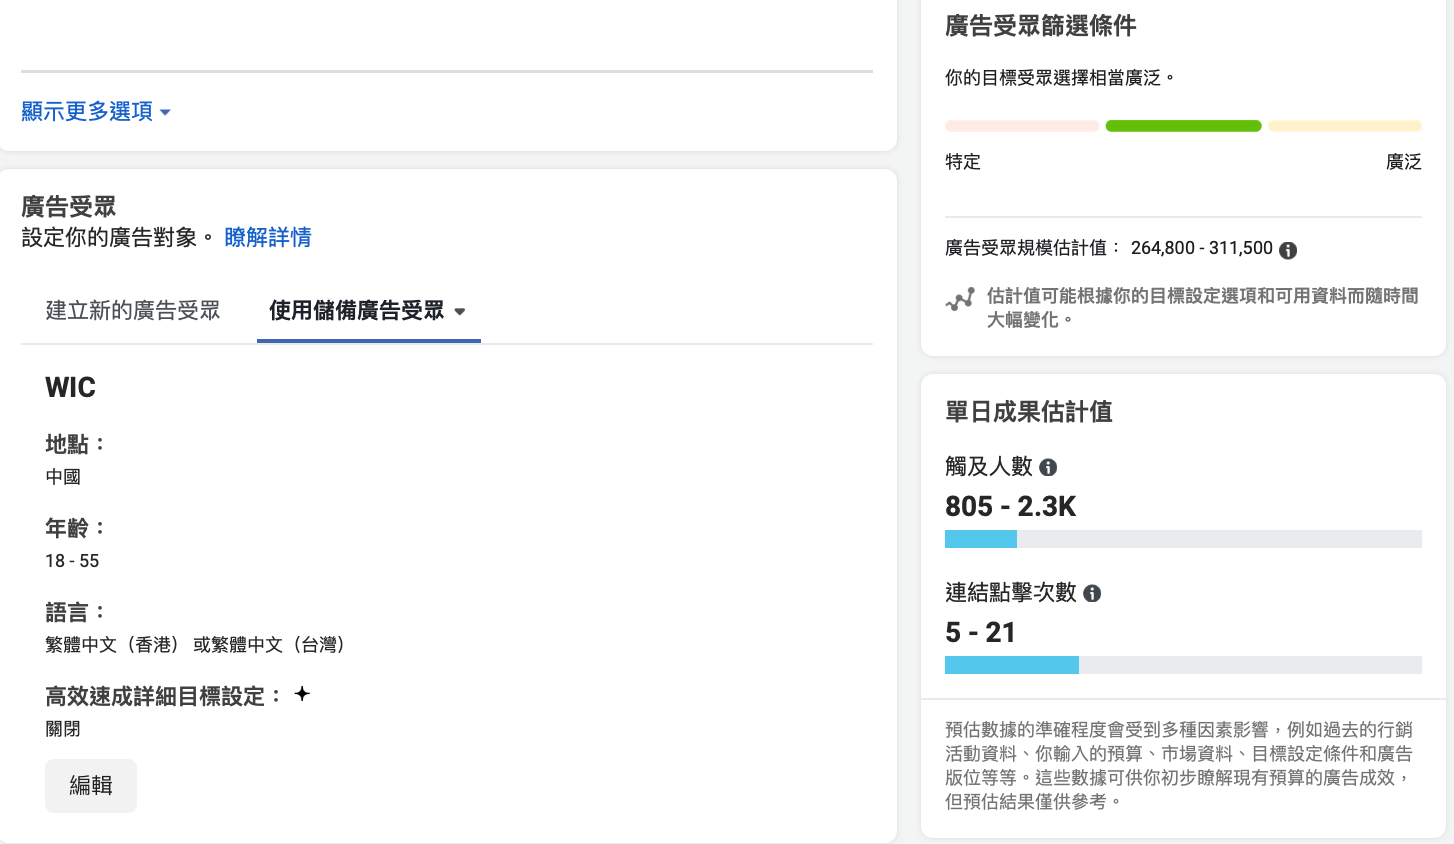 顯示更多選項
廣告受眾
設定你的廣告對象。 瞭解詳情
建立新的廣告受眾 使用儲備廣告受眾
WIC
地點：
中國
年齡：
18 - 55
語言：
繁體中文（香港） 或繁體中文（台灣）
高效速成詳細目標設定：
關閉
編輯
廣告受眾篩選條件
你的目標受眾選擇相當廣泛。
特定 廣泛
廣告受眾規模估計值： 264,800 - 311,500
估計值可能根據你的目標設定選項和可用資料而隨時間
大幅變化。
單日成果估計值
觸及人數
805 - 2.3K
連結點擊次數
5 - 21
預估數據的準確程度會受到多種因素影響，例如過去的行銷
活動資料、你輸入的預算、市場資料、目標設定條件和廣告
版位等等。這些數據可供你初步瞭解現有預算的廣告成效，
但預估結果僅供參考。